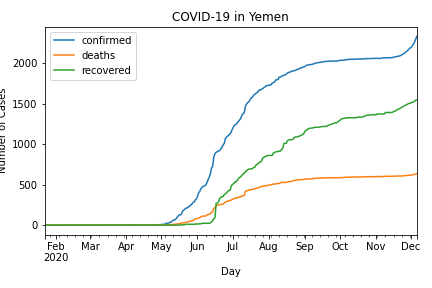 COVID-19 in Yemen
confirmed
deaths
recovered
Number of Cases
2000
1500
1000
500
0
Feb Mar Apr May Jun Jul Aug Sep Oct Nov Dec
2020
Day